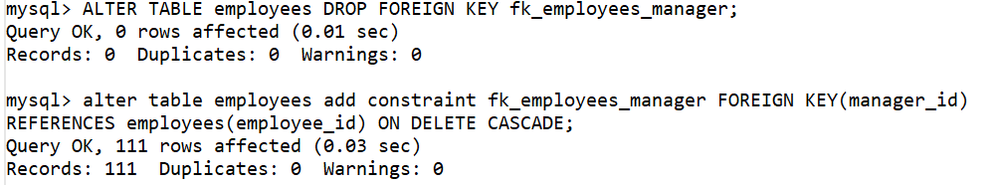 mysql> ALTER TABLE employees DROP FOREIGN KEY fk_employees_manager;
Query OK, 0 rows affected (0.01 sec)
Records: 0  Duplicates: 0  Warnings: 0

mysql> alter table employees add constraint fk_employees_manager FOREIGN KEY(manager_id)
REFERENCES employees(employee_id) ON DELETE CASCADE;
Query OK, 111 rows affected (0.03 sec)
Records: 111  Duplicates: 0  Warnings: 0